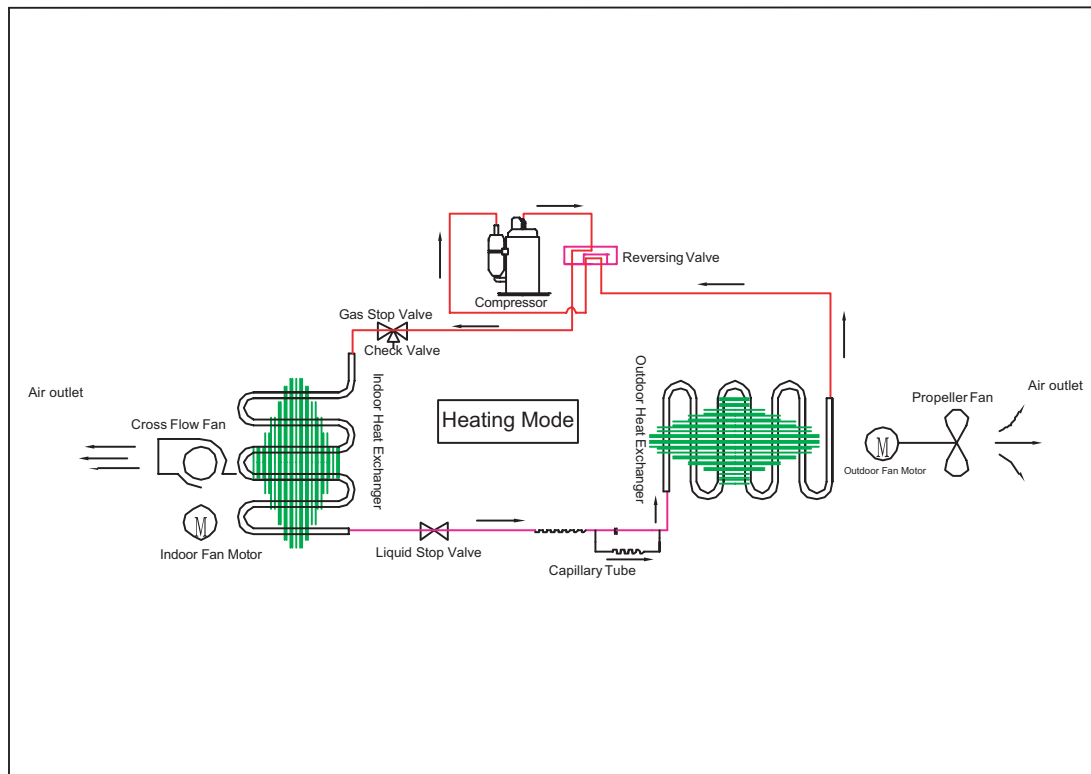 Reversing Valve
Compressor
Gas Stop Valve
Check Valve
Air outlet
Indoor Heat Exchanger
Outdoor Heat Exchanger
Air outlet
Propeller Fan
Heating Mode
Cross Flow Fan
M
Outdoor Fan Motor
M
Indoor Fan Motor
Liquid Stop Valve
Capillary Tube